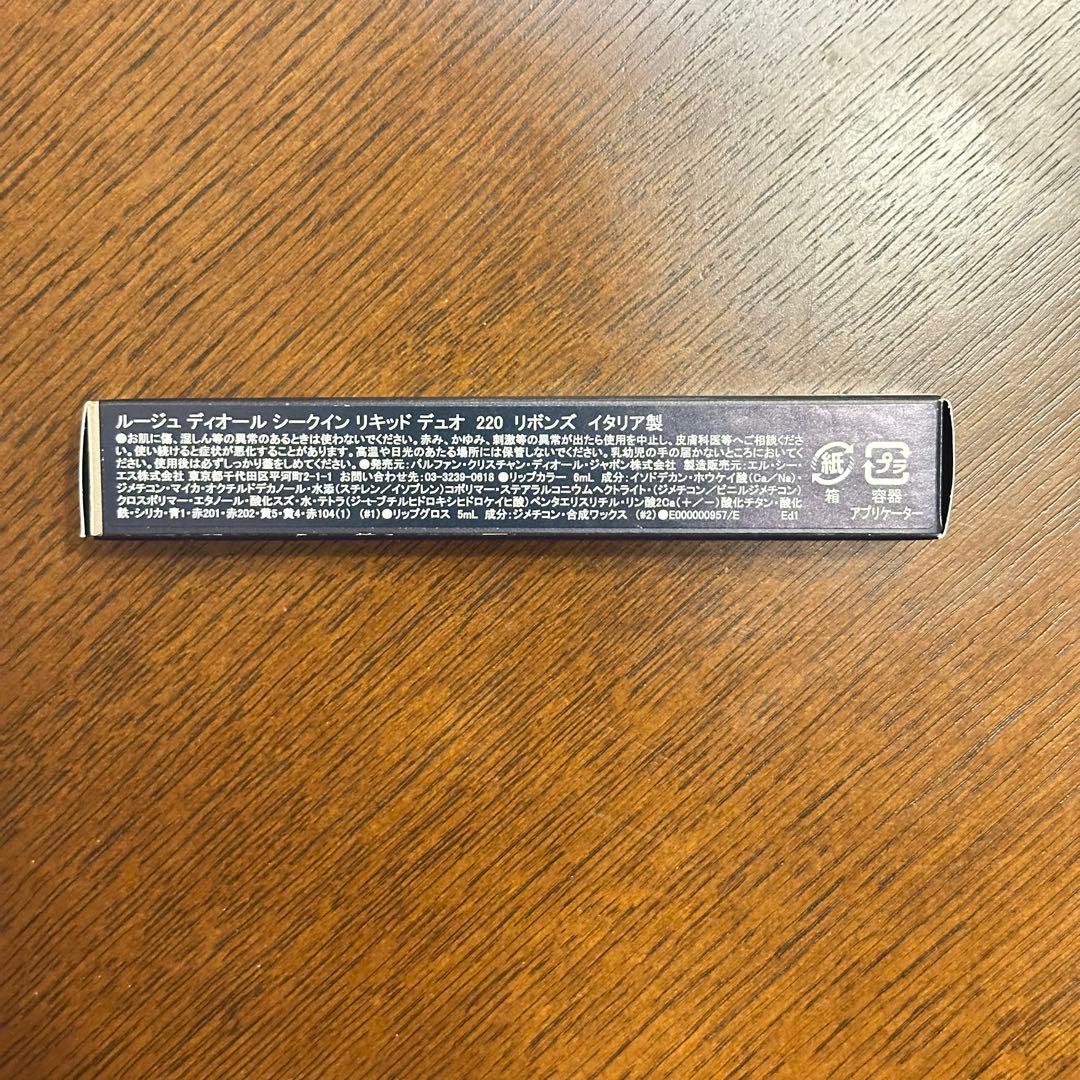 ルージュ ディオール シークイン リキッド デュオ 220 リボンズ イタリア製
●お肌に傷、湿しん等の異常のあるときは使わないでください。赤み、かゆみ、刺激等の異常が出たら使用を中止し、皮膚科医等へご相談くださ
い。使い続けると症状が悪化することがあります。高温や日光のあたる場所には保管しないでください。乳幼児の手の届かないところにおいてくだ
さい。使用後は必ずしっかり蓋をしめてください。●発売元:パルファン・クリスチャン・ディオール・ジャポン株式会社 製造販売元:エル・シー・
エス株式会社 東京都千代田区平河町2-1-1 お問い合わせ先:03-3239-0618 ●リップカラー 6mL 成分:イソドデカン・ホウケイ酸(Ca/Na)・
ジメチコン・マイカ・オクチルドデカノール・水添(スチレン/イソプレン)コポリマー・ステアラルコニウムヘクトライト・(ジメチコン/ビニルジメチコン)
クロスポリマー・エタノール・酸化スズ・水・テトラ(ジ-t-ブチルヒドロキシヒドロケイヒ酸)ペンタエリスリチル・リン酸2Ca(+/-)酸化チタン・酸化
鉄・シリカ・青1・赤201・赤202・黄5・黄4・赤104(1) (#1)●リップグロス 5mL 成分:ジメチコン・合成ワックス (#2)●E000000957/E Ed1
紙 プラ
箱 容器
アプリケーター